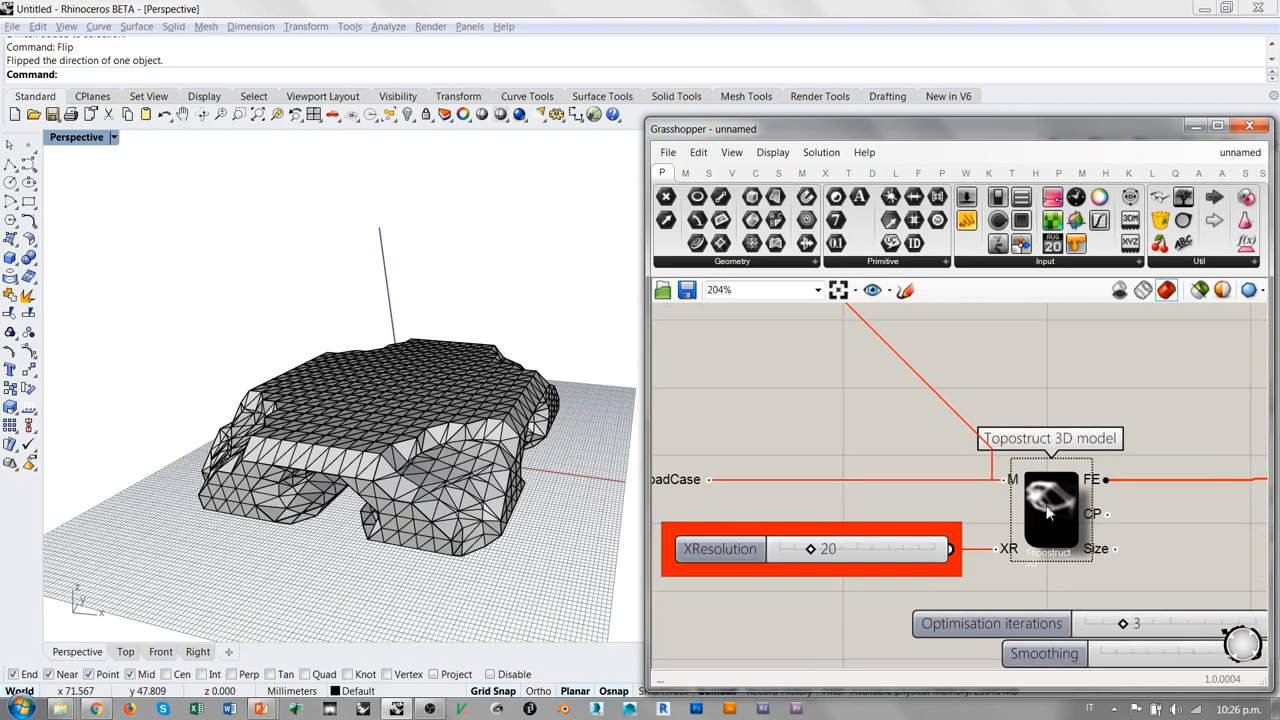 Untitled - Rhinoceros BETA - [Perspective]
File Edit View Curve Surface Solid Mesh Dimension Transform Tools Analyze Render Panels Help
Command: Flip
Flipped the direction of one object.
Command:
Standard CPlanes Set View Display Select Viewport Layout Visibility Transform Curve Tools Surface Tools Solid Tools Mesh Tools Render Tools Drafting New in V6
Perspective
Grasshopper - unnamed
File Edit View Display Solution Help unnamed
P M S V C S M I X T D L F S M K T H D R K H K A A S S
Geometry Primitive Input Util
204%
Topostruct 3D model
oadCase M FE
CP
XResolution 20 XR Topostruct Size
Optimisation iterations 3
Smoothing
...
1.0.0004
z
y
x
Perspective Top Front Right
End Near Point Mid Cen Int Perp Tan Quad Knot Vertex Project Disable
World x 71.567 y 47.809 z 0.000 Millimeters Default Grid Snap Ortho Planar Osnap
IT 10:26 p.m.